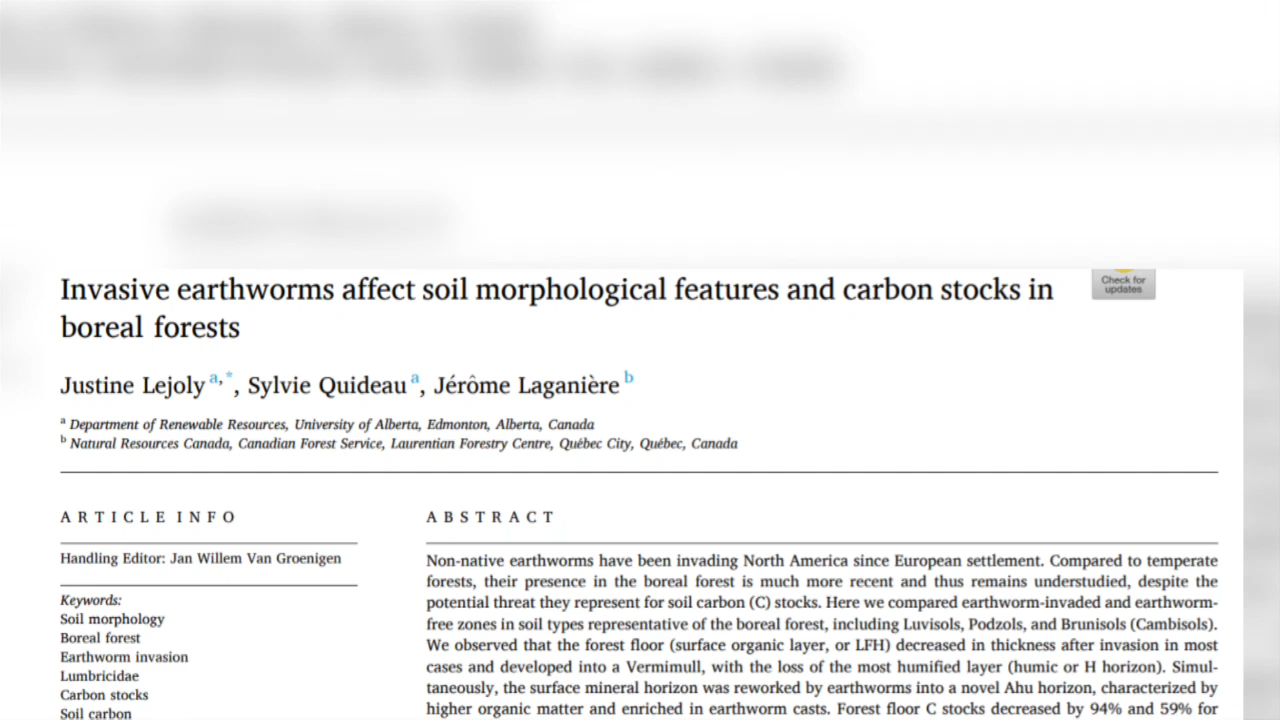 Invasive earthworms affect soil morphological features and carbon stocks in
boreal forests
Check for
updates
Justine Lejoly a,*, Sylvie Quideau a, Jérôme Laganière b
a Department of Renewable Resources, University of Alberta, Edmonton, Alberta, Canada
b Natural Resources Canada, Canadian Forest Service, Laurentian Forestry Centre, Québec City, Québec, Canada
ARTICLE INFO
Handling Editor: Jan Willem Van Groenigen
Keywords:
Soil morphology
Boreal forest
Earthworm invasion
Lumbricidae
Carbon stocks
Soil carbon
ABSTRACT
Non-native earthworms have been invading North America since European settlement. Compared to temperate
forests, their presence in the boreal forest is much more recent and thus remains understudied, despite the
potential threat they represent for soil carbon (C) stocks. Here we compared earthworm-invaded and earthworm-
free zones in soil types representative of the boreal forest, including Luvisols, Podzols, and Brunisols (Cambisols).
We observed that the forest floor (surface organic layer, or LFH) decreased in thickness after invasion in most
cases and developed into a Vermimull, with the loss of the most humified layer (humic or H horizon). Simul-
taneously, the surface mineral horizon was reworked by earthworms into a novel Ahu horizon, characterized by
higher organic matter and enriched in earthworm casts. Forest floor C stocks decreased by 94% and 59% for